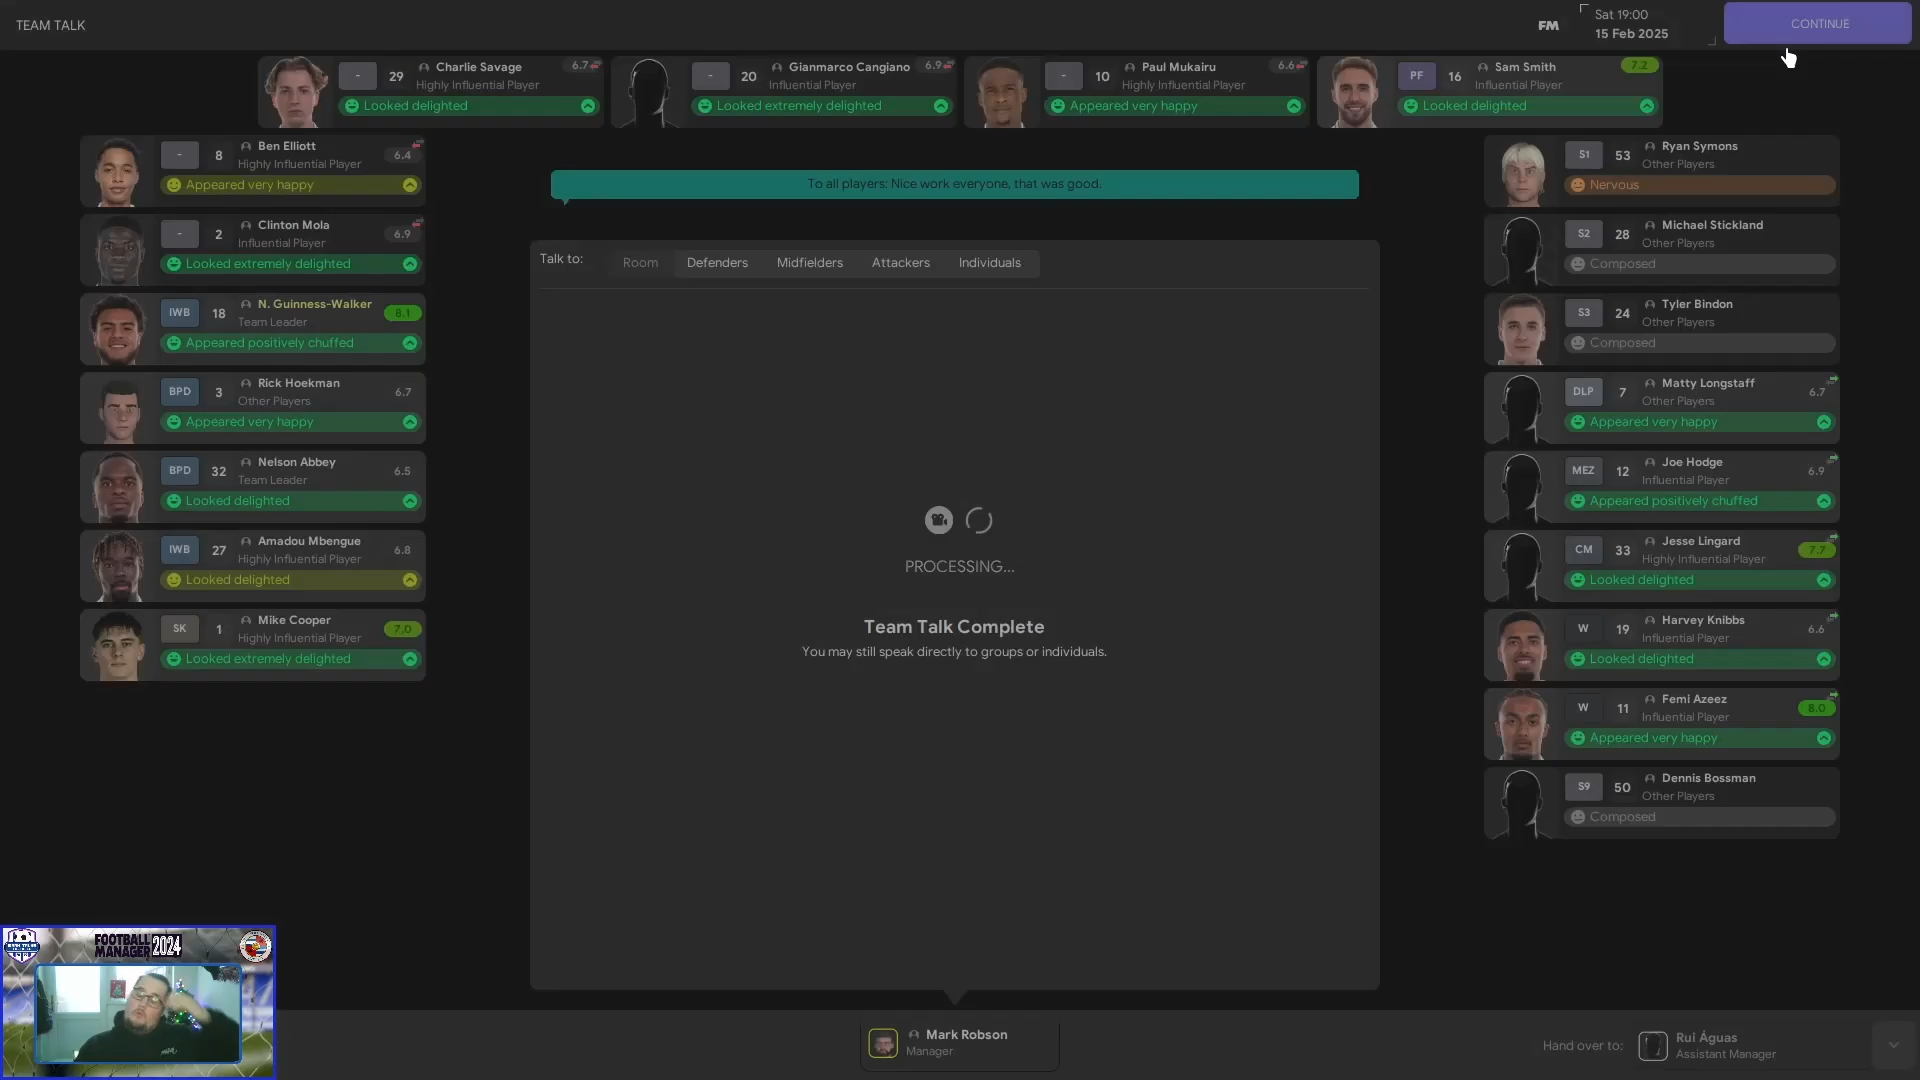 TEAM TALK
FM
Sat 19:00
15 Feb 2025
CONTINUE
- 29 Charlie Savage 6.7
Highly Influential Player
Looked delighted
- 20 Gianmarco Cangiano 6.9
Influential Player
Looked extremely delighted
- 10 Paul Mukairu 6.6
Highly Influential Player
Appeared very happy
PF 16 Sam Smith 7.2
Influential Player
Looked delighted
- 8 Ben Elliott 6.4
Highly Influential Player
Appeared very happy
- 2 Clinton Mola 6.9
Influential Player
Looked extremely delighted
IWB 18 N. Guinness-Walker 8.1
Team Leader
Appeared positively chuffed
BPD 3 Rick Hoekman 6.7
Other Players
Appeared very happy
BPD 32 Nelson Abbey 6.5
Team Leader
Looked delighted
IWB 27 Amadou Mbengue 6.8
Highly Influential Player
Looked delighted
SK 1 Mike Cooper 7.0
Highly Influential Player
Looked extremely delighted
To all players: Nice work everyone, that was good.
Talk to: Room Defenders Midfielders Attackers Individuals
PROCESSING...
Team Talk Complete
You may still speak directly to groups or individuals.
S1 53 Ryan Symons
Other Players
Nervous
S2 28 Michael Stickland
Other Players
Composed
S3 24 Tyler Bindon
Other Players
Composed
DLP 7 Matty Longstaff 6.7
Other Players
Appeared very happy
MEZ 12 Joe Hodge 6.9
Influential Player
Appeared positively chuffed
CM 33 Jesse Lingard 7.7
Highly Influential Player
Looked delighted
W 19 Harvey Knibbs 6.6
Influential Player
Looked delighted
W 11 Femi Azeez 8.0
Influential Player
Appeared very happy
S9 50 Dennis Bossman
Other Players
Composed
FOOTBALL
MANAGER 2024
Mark Robson
Manager
Hand over to:
Rui Águas
Assistant Manager